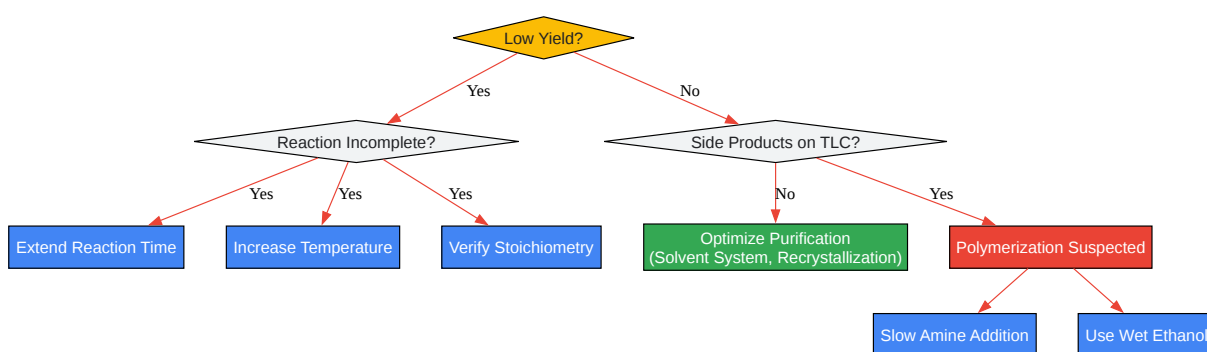 Low Yield?
Yes
No
Reaction Incomplete?
Side Products on TLC?
Yes
Yes
Yes
No
Yes
Extend Reaction Time
Increase Temperature
Verify Stoichiometry
Optimize Purification
(Solvent System, Recrystallization)
Polymerization Suspected
Slow Amine Addition
Use Wet Ethanol